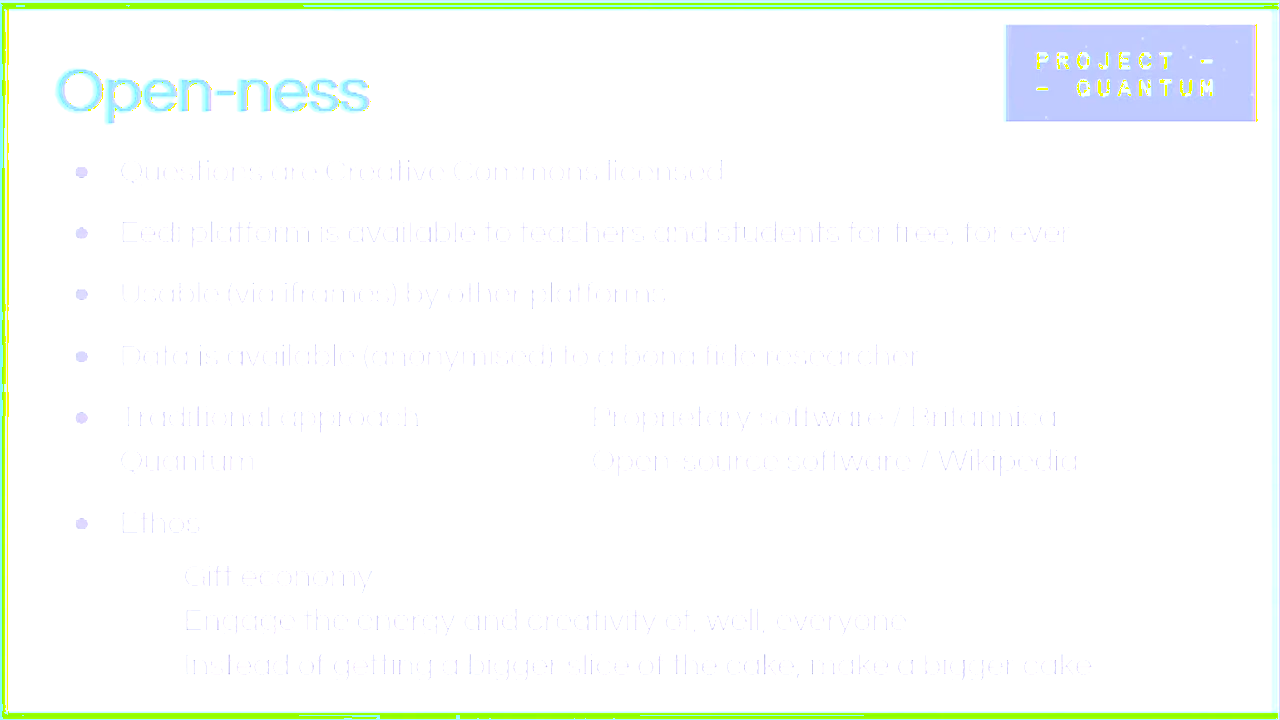 PROJECT -
- QUANTUM
Open-ness
Questions are Creative Commons licensed
Eedi platform is available to teachers and students for free, for ever
Usable (via iframes) by other platforms
Data is available (anonymised) to a bona fide researcher
Traditional approach Proprietary software / Britannica
Quantum Open-source software / Wikipedia
Ethos
Gift economy
Engage the energy and creativity of, well, everyone
Instead of getting a bigger slice of the cake, make a bigger cake